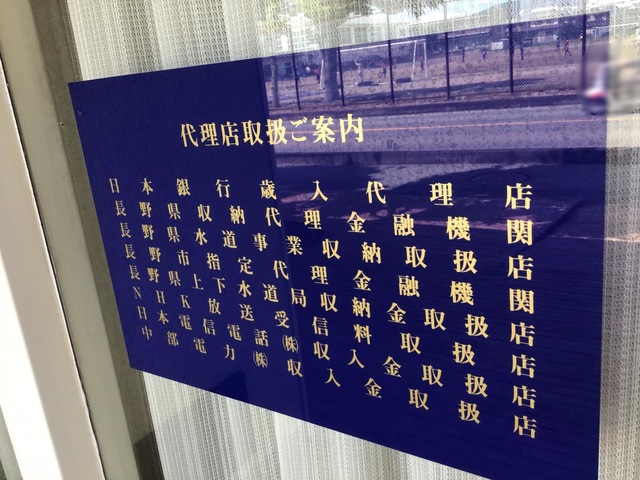 代理店取扱ご案内
日本銀行歳入代理店
長野県収納代理金融機関
長野県水道事業収納取扱店
長野市指定代理金融機関
長野県上下水道局収納金取扱店
NHK放送受信料金取扱店
日本電信電話㈱収入金取扱店
中部電力㈱収入金取扱店